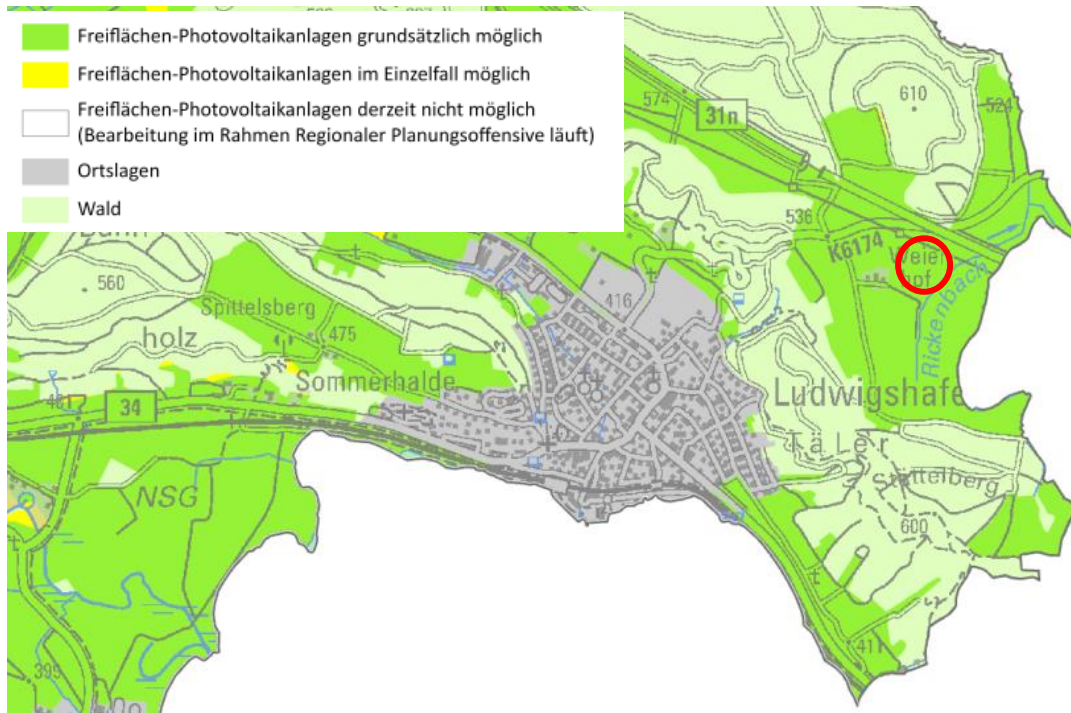 Freiflächen-Photovoltaikanlagen grundsätzlich möglich
Freiflächen-Photovoltaikanlagen im Einzelfall möglich
Freiflächen-Photovoltaikanlagen derzeit nicht möglich
(Bearbeitung im Rahmen Regionaler Planungsoffensive läuft)
Ortslagen
Wald
574
31n
610
524
536
K6174
Rickenbach
560
Spittelsberg
475
holz
416
34
Sommerhalde
Ludwigshafe
Täler
Stettelberg
NSG
600
411
399